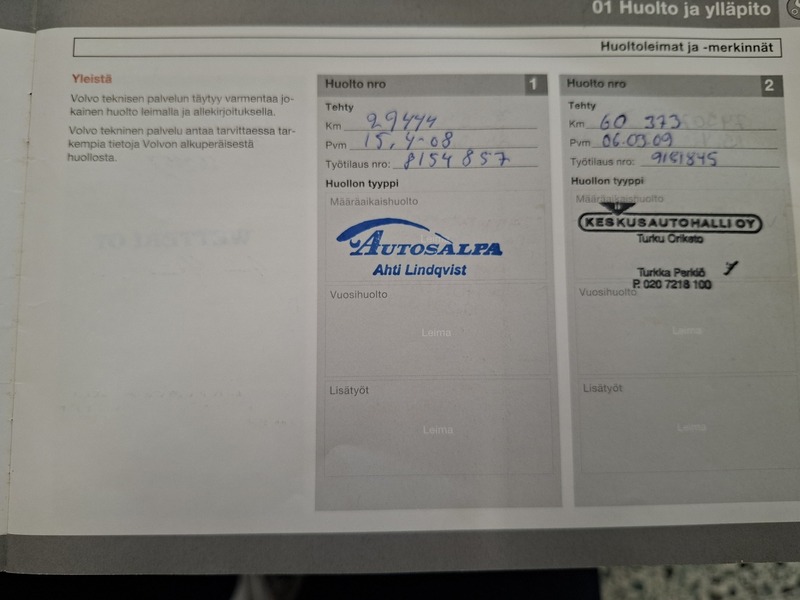 01 Huolto ja ylläpito
Huoltoleimat ja -merkinnät
Yleistä
Volvo teknisen palvelun täytyy varmentaa jo-
kainen huolto leimalla ja allekirjoituksella.
Volvo tekninen palvelu antaa tarvittaessa tar-
kempia tietoja Volvon alkuperäisestä
huollosta.
Huolto nro 1
Tehty
Km 29444
Pvm 15,4-08
Työtilaus nro: 8154857
Huollon tyyppi
Määräaikaishuolto
AUTOSALPA
Ahti Lindqvist
Vuosihuolto
Leima
Lisätyöt
Leima
Huolto nro 2
Tehty
Km 60 373
Pvm 06.03.09
Työtilaus nro: 9181845
Huollon tyyppi
Määräaikaishuolto
KESKUSAUTOHALLI OY
Turku Orikato
Turkka Perkiö
P. 020 7218 100
Vuosihuolto
Leima
Lisätyöt
Leima